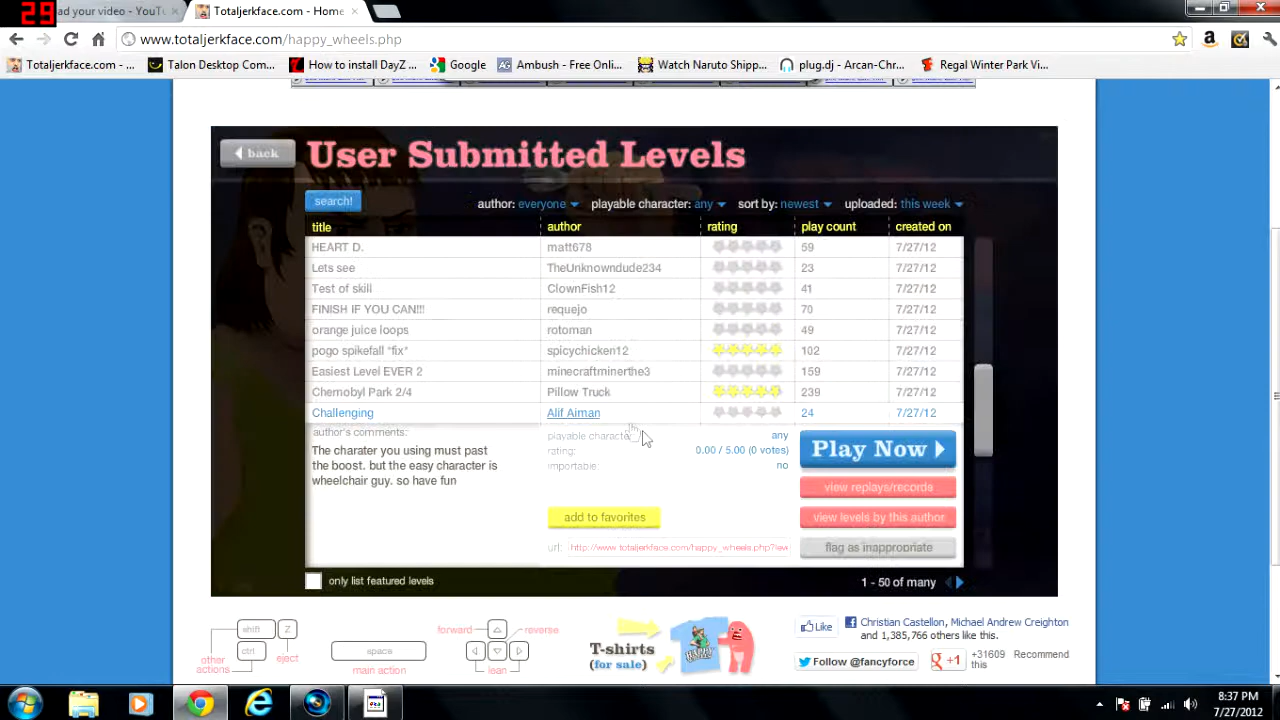 29
ad your video - YouTu
Totaljerkface.com - Home
www.totaljerkface.com/happy_wheels.php
Totaljerkface.com - ...
Talon Desktop Com...
How to install DayZ ...
Google
Ambush - Free Onli...
Watch Naruto Shipp...
plug.dj - Arcan-Chr...
Regal Winter Park Vi...
back
User Submitted Levels
search!
author: everyone
playable character: any
sort by: newest
uploaded: this week
title author rating play count created on
HEART D. matt678 59 7/27/12
Lets see TheUnknowndude234 23 7/27/12
Test of skill ClownFish12 41 7/27/12
FINISH IF YOU CAN!!! requejo 70 7/27/12
orange juice loops rotoman 49 7/27/12
pogo spikefall *fix* spicychicken12 102 7/27/12
Easiest Level EVER 2 minecraftminerthe3 159 7/27/12
Chernobyl Park 2/4 Pillow Truck 239 7/27/12
Challenging Alif Aiman 24 7/27/12
author's comments:
The charater you using must past
the boost. but the easy character is
wheelchair guy. so have fun
playable characte any
rating: 0.00 / 5.00 (0 votes)
importable: no
add to favorites
url: http://www.totaljerkface.com/happy_wheels.php?leve
Play Now
view replays/records
view levels by this author
flag as inappropriate
only list featured levels
1 - 50 of many
shift Z
ctrl
other
actions
eject
space
main action
forward
reverse
lean
T-shirts
(for sale)
Like
Christian Castellon, Michael Andrew Creighton
and 1,385,766 others like this.
Follow @fancyforce
+1
+31609 Recommend
this
8:37 PM
7/27/2012